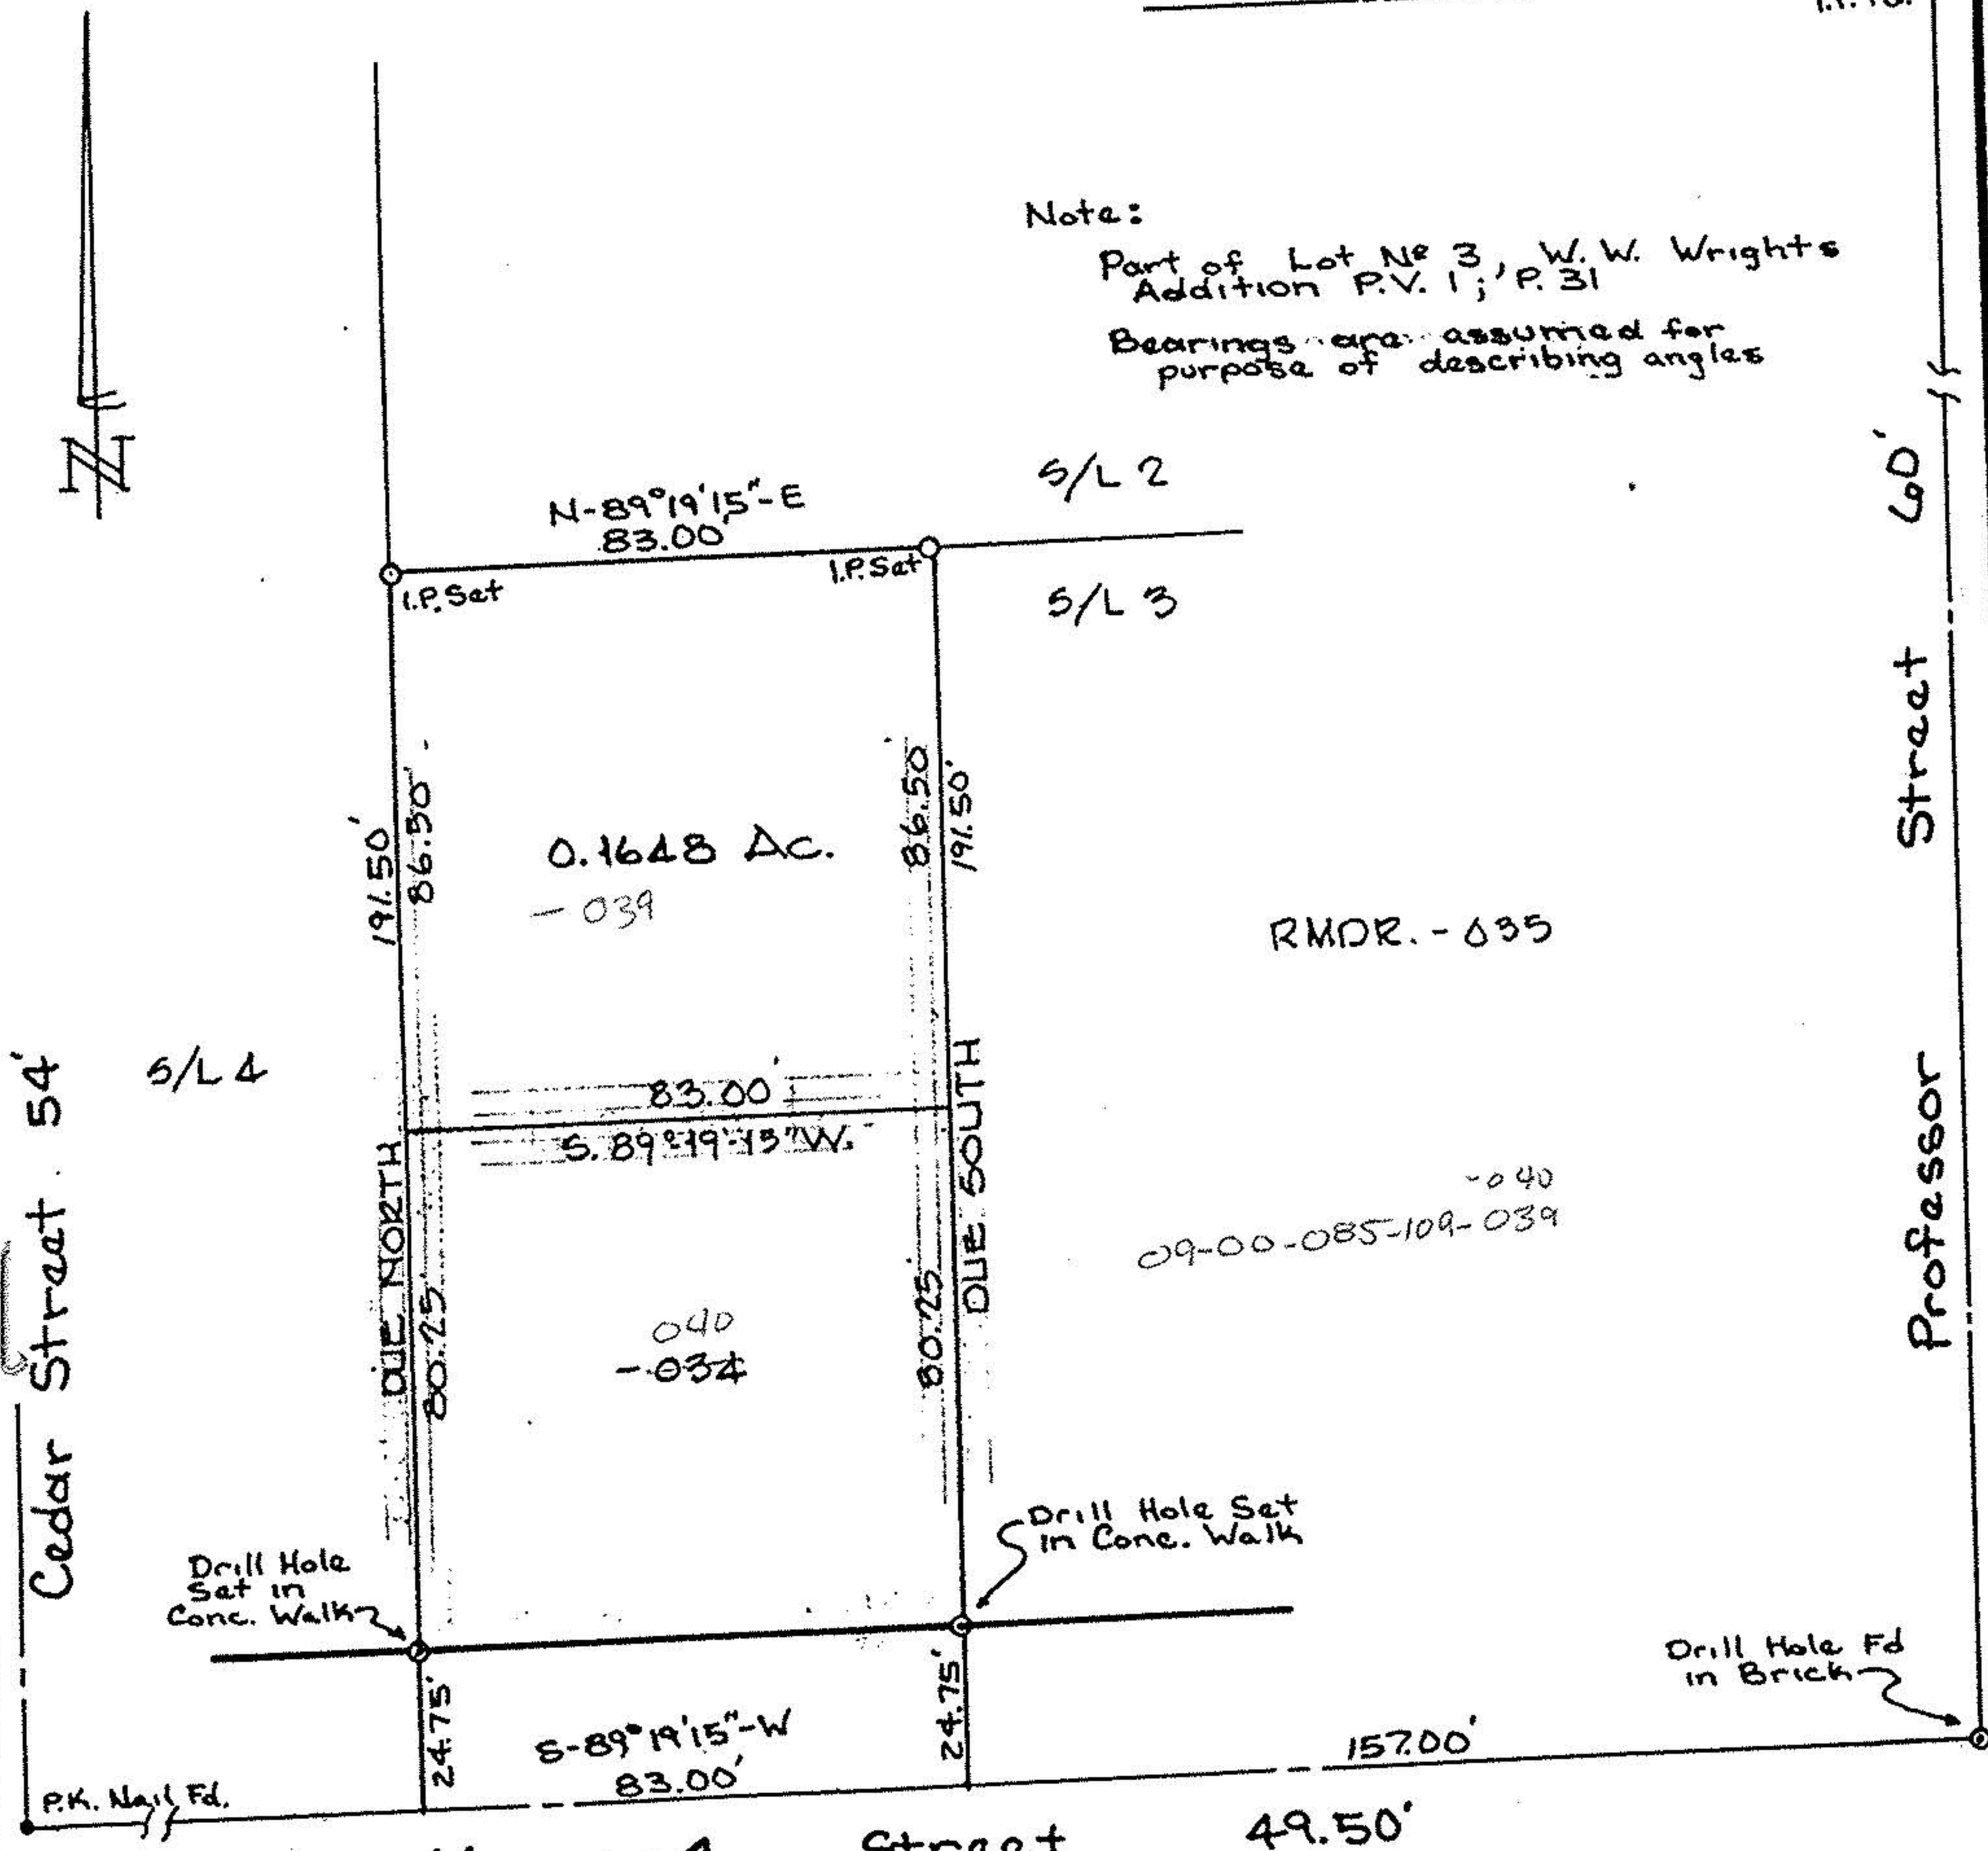 Note:
Part of Lot Nº 3, W. W. Wrights
Addition P.V. 1; P. 31
Bearings are assumed for
purpose of describing angles
N
N-89°19'15"-E
83.00'
S/L 2
I.P. Set
I.P. Set
S/L 3
191.50'
86.50'
0.1648 Ac.
- 039
86.50
191.50'
RMDR. - 035
S/L 4
83.00'
S. 89°-19'-15" W.
DUE NORTH
80.25
040
-034
80.25
DUE SOUTH
-040
09-00-085-109-039
Professor Street 60'
Cedar Street 54'
Drill Hole
Set in
Conc. Walk
Drill Hole Set
in Conc. Walk
Drill Hole Fd
in Brick
24.75'
S-89°19'15"-W
83.00'
24.75'
157.00'
P.K. Nail Fd.
Street 49.50'